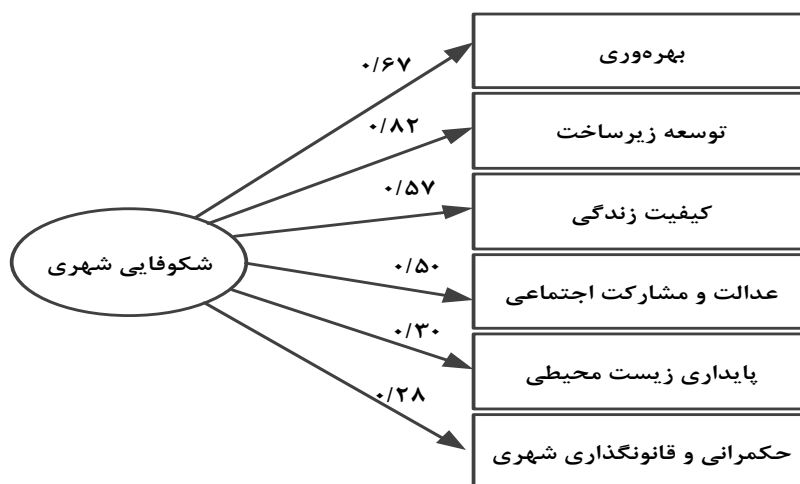 بهره‌وری
۰/۶۷
توسعه زیرساخت
۰/۸۲
کیفیت زندگی
۰/۵۷
شکوفایی شهری
عدالت و مشارکت اجتماعی
۰/۵۰
پایداری زیست محیطی
۰/۳۰
حکمرانی و قانونگذاری شهری
۰/۲۸